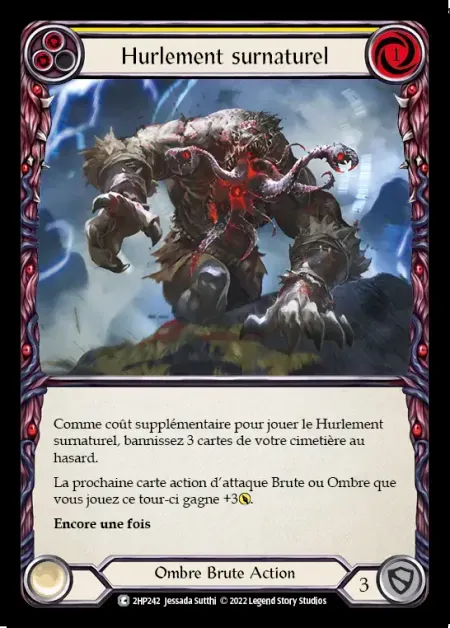 Hurlement surnaturel
1
Comme coût supplémentaire pour jouer le Hurlement
surnaturel, bannissez 3 cartes de votre cimetière au
hasard.
La prochaine carte action d'attaque Brute ou Ombre que
vous jouez ce tour-ci gagne +3.
Encore une fois
Ombre Brute Action
3
C 2HP242 Jessada Sutthi © 2022 Legend Story Studios